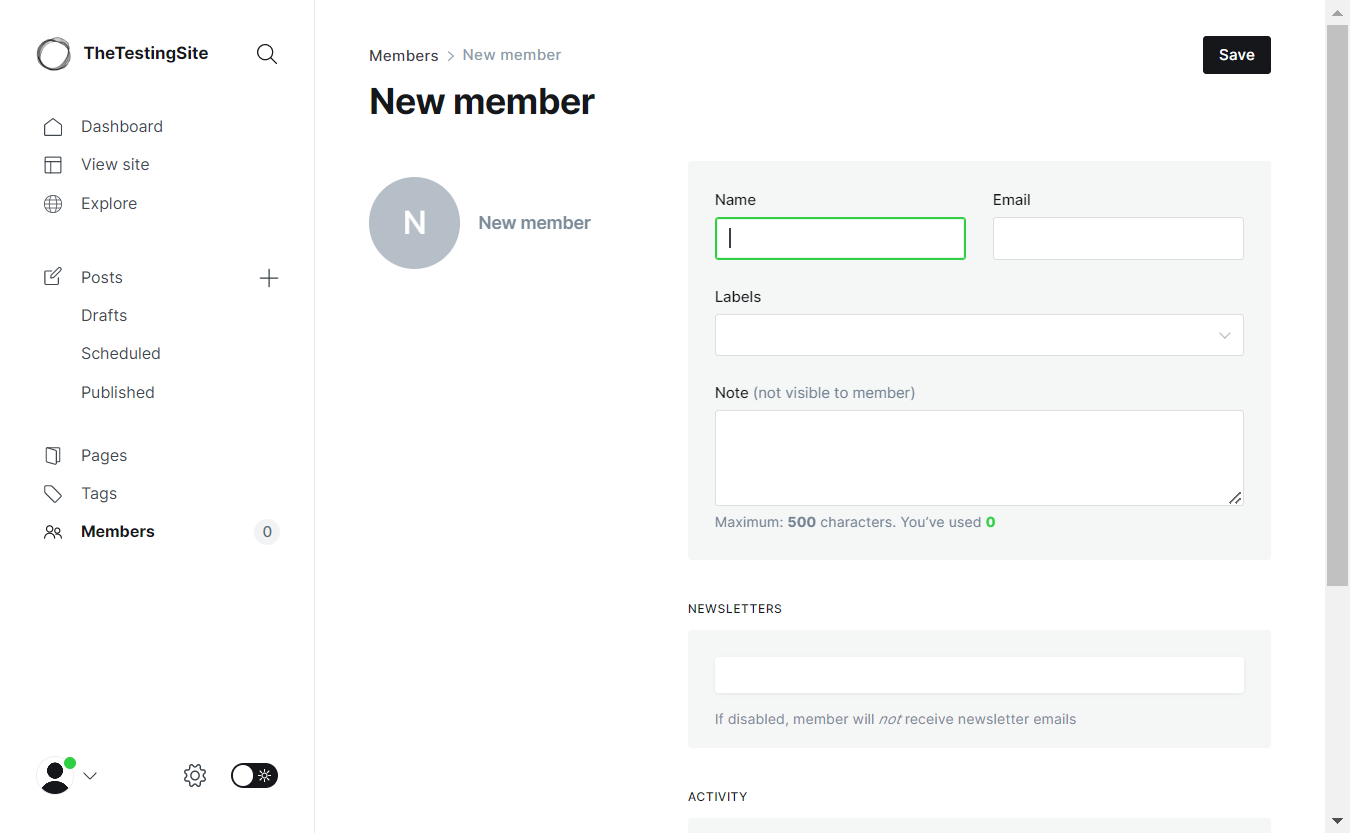 TheTestingSite
Dashboard
View site
Explore
Posts
Drafts
Scheduled
Published
Pages
Tags
Members 0
Members > New member
Save
New member
N New member
Name Email
Labels
Note (not visible to member)
Maximum: 500 characters. You’ve used 0
NEWSLETTERS
If disabled, member will not receive newsletter emails
ACTIVITY